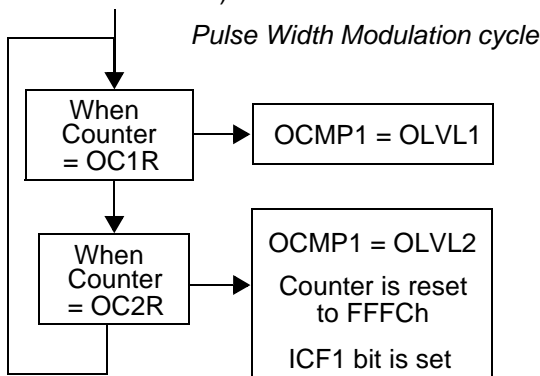 Pulse Width Modulation cycle
When
Counter
= OC1R
OCMP1 = OLVL1
When
Counter
= OC2R
OCMP1 = OLVL2
Counter is reset
to FFFCh
ICF1 bit is set